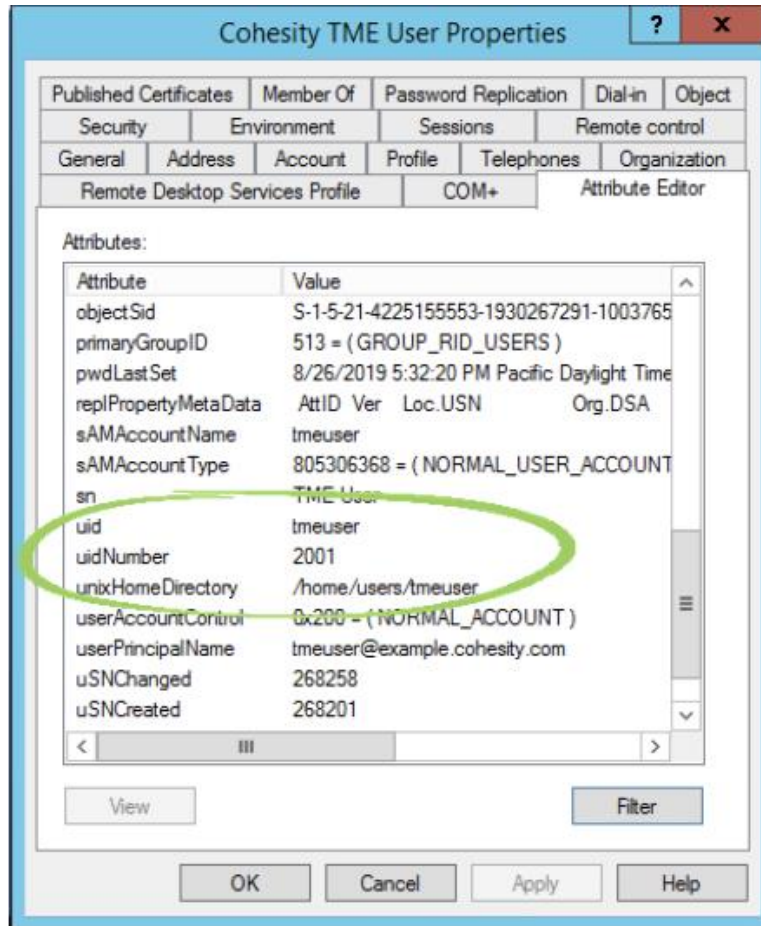 Cohesity TME User Properties ? x
Published Certificates Member Of Password Replication Dial-in Object
Security Environment Sessions Remote control
General Address Account Profile Telephones Organization
Remote Desktop Services Profile COM+ Attribute Editor
Attributes:
Attribute Value
objectSid S-1-5-21-4225155553-1930267291-1003765
primaryGroupID 513 = ( GROUP_RID_USERS )
pwdLastSet 8/26/2019 5:32:20 PM Pacific Daylight Time
replPropertyMetaData AttID Ver Loc.USN Org.DSA
sAMAccountName tmeuser
sAMAccountType 805306368 = ( NORMAL_USER_ACCOUNT
sn TME User
uid tmeuser
uidNumber 2001
unixHomeDirectory /home/users/tmeuser
userAccountControl 0x200 = ( NORMAL_ACCOUNT )
userPrincipalName tmeuser@example.cohesity.com
uSNChanged 268258
uSNCreated 268201
View Filter
OK Cancel Apply Help